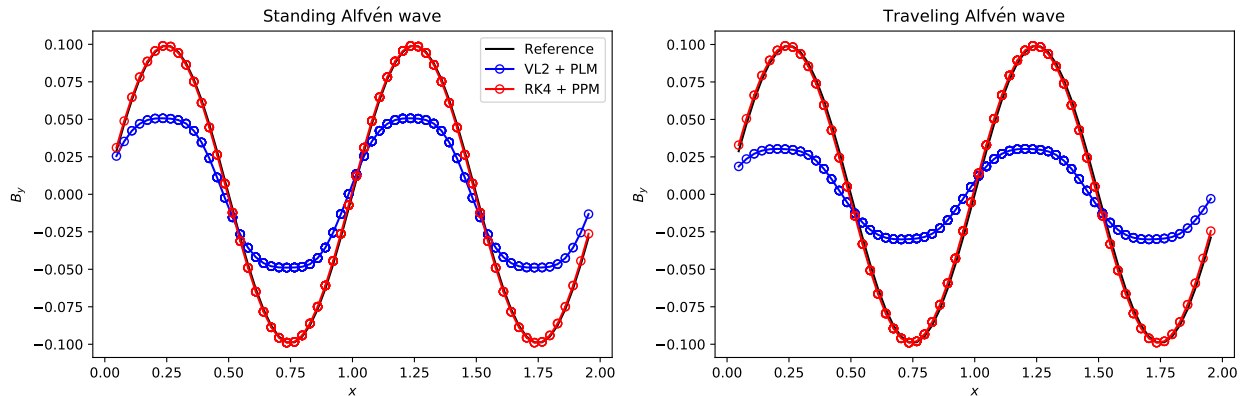 Standing Alfvén wave
0.100
0.075
0.050
0.025
0.000
−0.025
−0.050
−0.075
−0.100
B_y
Reference
VL2 + PLM
RK4 + PPM
0.00 0.25 0.50 0.75 1.00 1.25 1.50 1.75 2.00
x
Traveling Alfvén wave
0.100
0.075
0.050
0.025
0.000
−0.025
−0.050
−0.075
−0.100
B_y
0.00 0.25 0.50 0.75 1.00 1.25 1.50 1.75 2.00
x